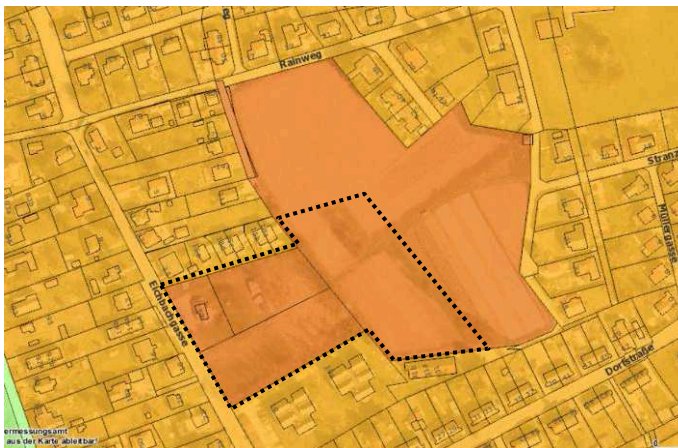 Rainweg
Stranz
Müllergasse
Eichbachgasse
Dorfstraße
ermessungsamt
aus der Karte ableitbar!